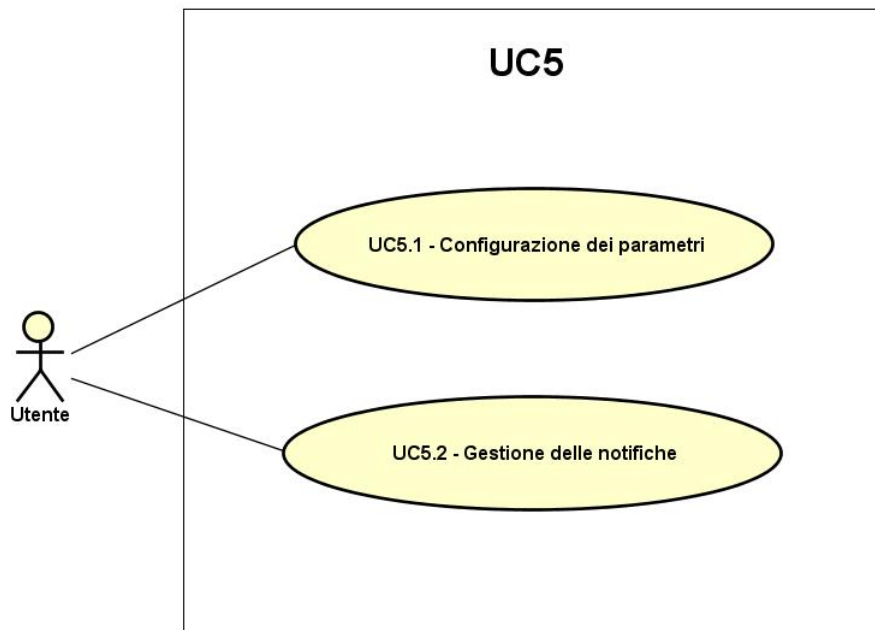 UC5
UC5.1 - Configurazione dei parametri
Utente
UC5.2 - Gestione delle notifiche